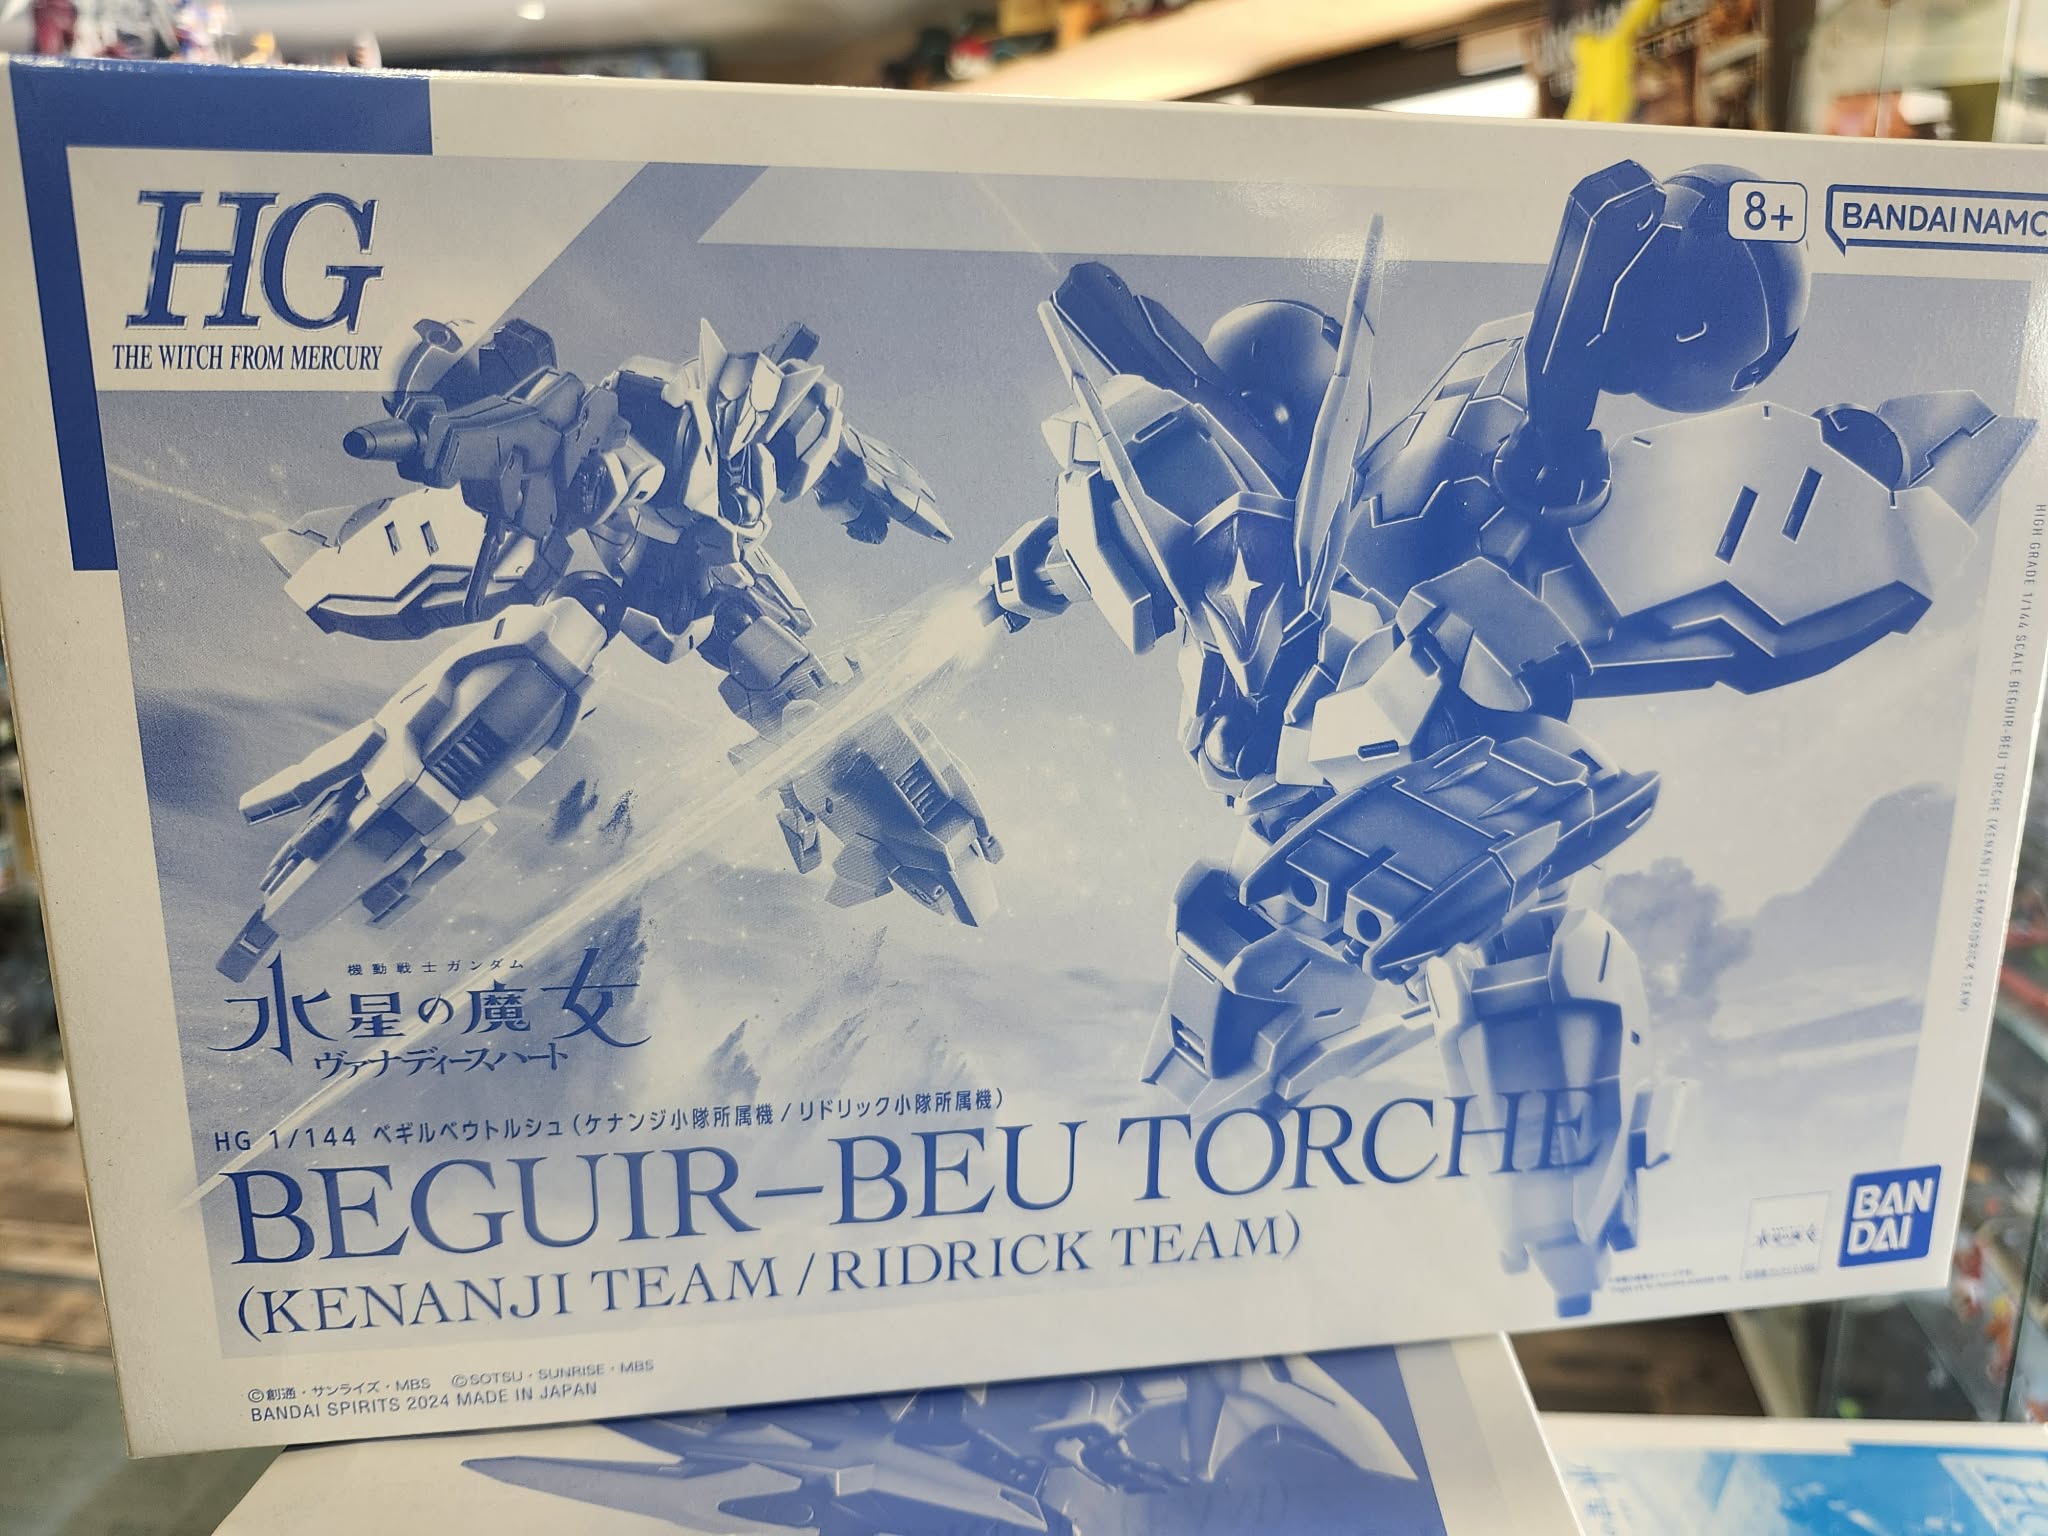 HG
THE WITCH FROM MERCURY
8+
BANDAI NAMC
HIGH GRADE 1/144 SCALE BEGUIR-BEU TORCHE (KENANJI TEAM/RIDRICK TEAM)
機動戦士ガンダム
水星の魔女
ヴァナディースハート
HG 1/144 ベギルベウトルシュ(ケナンジ小隊所属機/リドリック小隊所属機)
BEGUIR-BEU TORCHE
(KENANJI TEAM/RIDRICK TEAM)
BAN
DAI
©創通・サンライズ・MBS ©SOTSU・SUNRISE・MBS
BANDAI SPIRITS 2024 MADE IN JAPAN